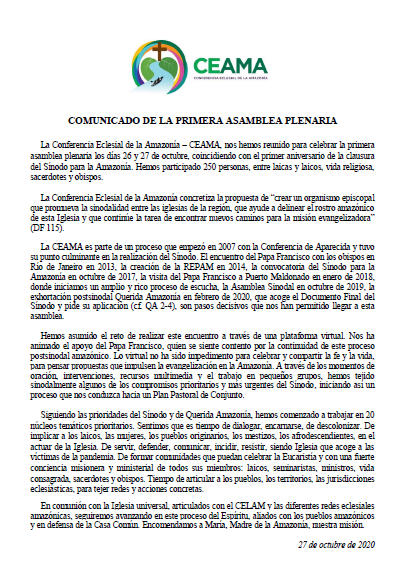 CEAMA
CONFERENCIA ECLESIAL DE LA AMAZONÍA
COMUNICADO DE LA PRIMERA ASAMBLEA PLENARIA
La Conferencia Eclesial de la Amazonía – CEAMA, nos hemos reunido para celebrar la primera
asamblea plenaria los días 26 y 27 de octubre, coincidiendo con el primer aniversario de la clausura
del Sínodo para la Amazonía. Hemos participado 250 personas, entre laicas y laicos, vida religiosa,
sacerdotes y obispos.
La Conferencia Eclesial de la Amazonía concretiza la propuesta de “crear un organismo episcopal
que promueva la sinodalidad entre las iglesias de la región, que ayude a delinear el rostro amazónico
de esta Iglesia y que continúe la tarea de encontrar nuevos caminos para la misión evangelizadora”
(DF 115).
La CEAMA es parte de un proceso que empezó en 2007 con la Conferencia de Aparecida y tuvo
su punto culminante en la realización del Sínodo. El encuentro del Papa Francisco con los obispos en
Río de Janeiro en 2013, la creación de la REPAM en 2014, la convocatoria del Sínodo para la
Amazonía en octubre de 2017, la visita del Papa Francisco a Puerto Maldonado en enero de 2018,
donde iniciamos un amplio y rico proceso de escucha, la Asamblea Sinodal en octubre de 2019, la
exhortación postsinodal Querida Amazonia en febrero de 2020, que acoge el Documento Final del
Sínodo y pide su aplicación (cf. QA 2-4), son pasos decisivos que nos han permitido llegar a esta
asamblea.
Hemos asumido el reto de realizar este encuentro a través de una plataforma virtual. Nos ha
animado el apoyo del Papa Francisco, quien se siente contento por la continuidad de este proceso
postsinodal amazónico. Lo virtual no ha sido impedimento para celebrar y compartir la fe y la vida,
para pensar propuestas que impulsen la evangelización en la Amazonía. A través de los momentos de
oración, intervenciones, recursos multimedia y el trabajo en pequeños grupos, hemos tejido
sinodalmente algunos de los compromisos prioritarios y más urgentes del Sínodo, iniciando así un
proceso que nos conduzca hacia un Plan Pastoral de Conjunto.
Siguiendo las prioridades del Sínodo y de Querida Amazonía, hemos comenzado a trabajar en 20
núcleos temáticos prioritarios. Sentimos que es tiempo de dialogar, encarnarse, de descolonizar. De
implicar a los laicos, las mujeres, los pueblos originarios, los mestizos, los afrodescendientes, en el
actuar de la Iglesia. De servir, defender, comunicar, incidir, resistir, siendo Iglesia que acoge a las
víctimas de la pandemia. De formar comunidades que puedan celebrar la Eucaristía y con una fuerte
conciencia misionera y ministerial de todos sus miembros: laicos, seminaristas, ministros, vida
consagrada, sacerdotes y obispos. Tiempo de articular a los pueblos, los territorios, las jurisdicciones
eclesiásticas, para tejer redes y acciones concretas.
En comunión con la Iglesia universal, articulados con el CELAM y las diferentes redes eclesiales
amazónicas, seguiremos avanzando en este proceso del Espíritu, aliados con los pueblos amazónicos
y en defensa de la Casa Común. Encomendamos a María, Madre de la Amazonía, nuestra misión.
27 de octubre de 2020